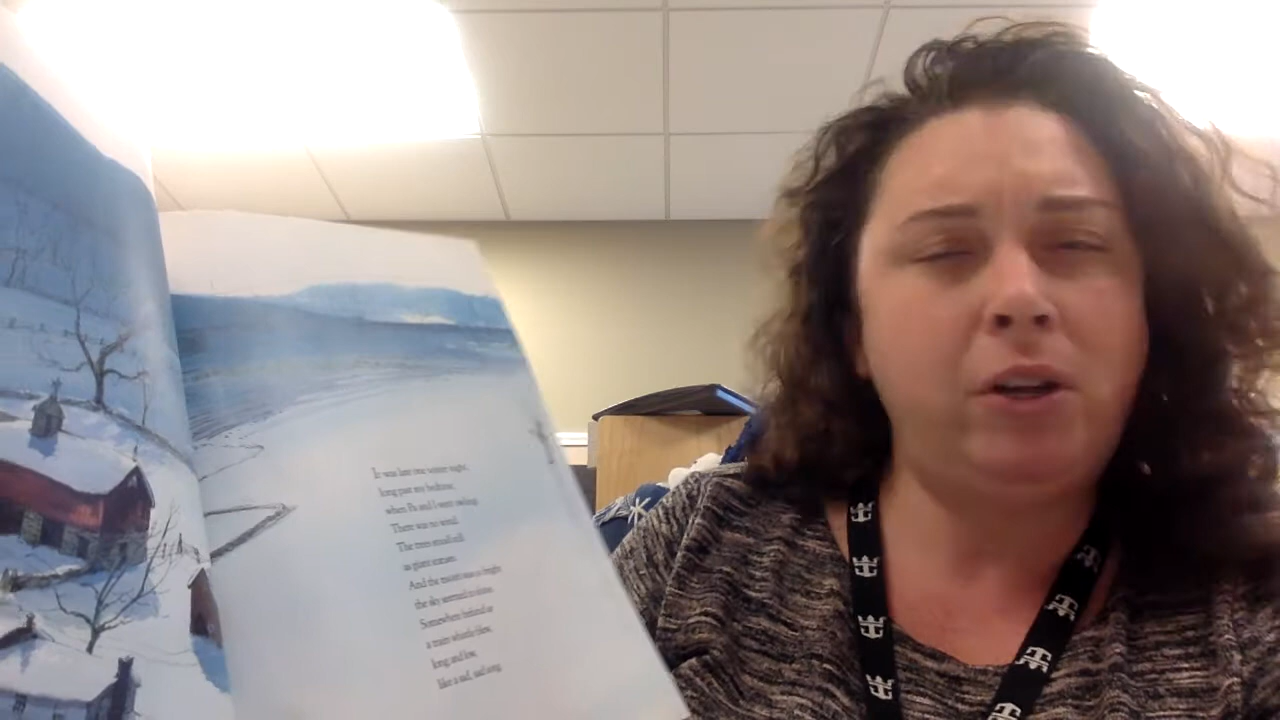 It was late one winter night,
long past my bedtime,
when Pa and I went owling.
There was no wind.
The trees stood still
as giant statues.
And the moon was so bright
the sky seemed to shine.
Somewhere behind us
a train whistle blew,
long and low,
like a sad, sad song.